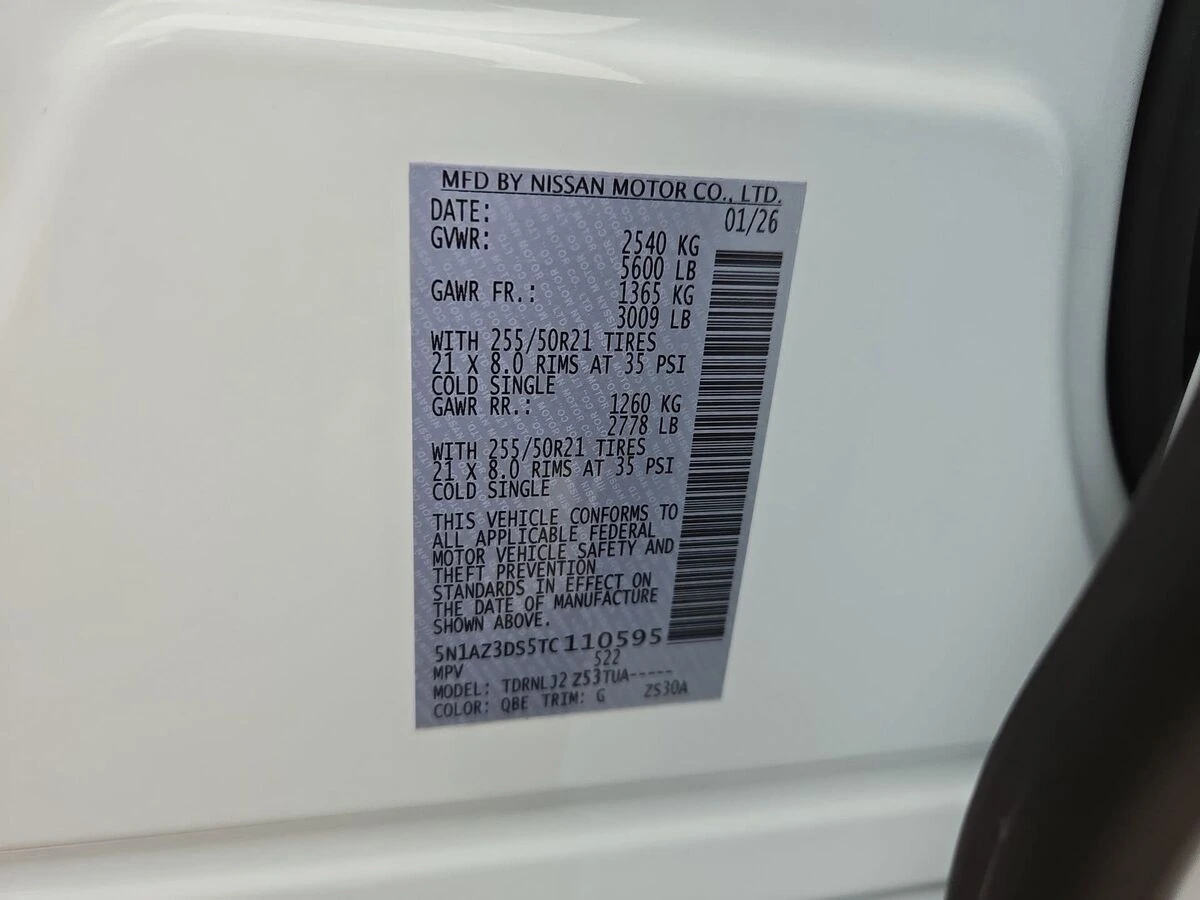 MFD BY NISSAN MOTOR CO., LTD.
DATE: 01/26
GVWR: 2540 KG
5600 LB
GAWR FR.: 1365 KG
3009 LB
WITH 255/50R21 TIRES
21 X 8.0 RIMS AT 35 PSI
COLD SINGLE
GAWR RR.: 1260 KG
2778 LB
WITH 255/50R21 TIRES
21 X 8.0 RIMS AT 35 PSI
COLD SINGLE
THIS VEHICLE CONFORMS TO
ALL APPLICABLE FEDERAL
MOTOR VEHICLE SAFETY AND
THEFT PREVENTION
STANDARDS IN EFFECT ON
THE DATE OF MANUFACTURE
SHOWN ABOVE.
5N1AZ3DS5TC110595
MPV 522
MODEL: TDRNLJ2 Z53TUA-----
COLOR: QBE TRIM: G ZS30A